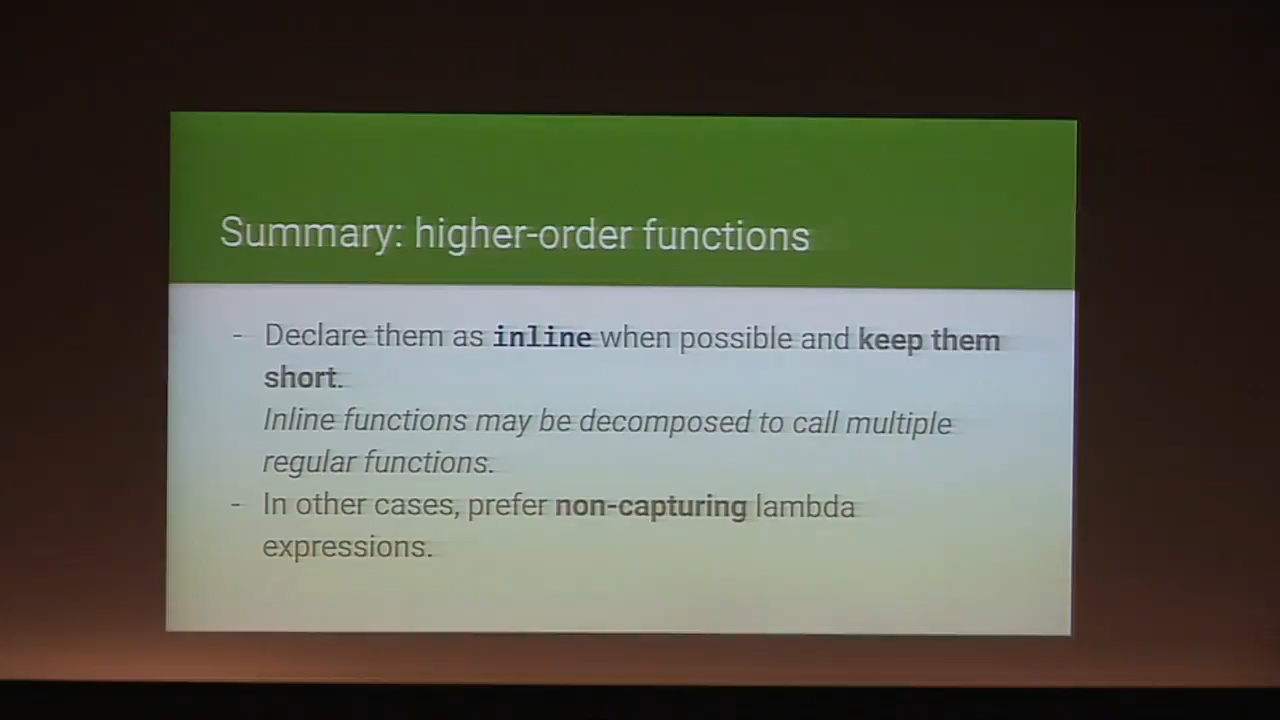 Summary: higher-order functions
- Declare them as inline when possible and keep them
short.
Inline functions may be decomposed to call multiple
regular functions.
- In other cases, prefer non-capturing lambda
expressions.